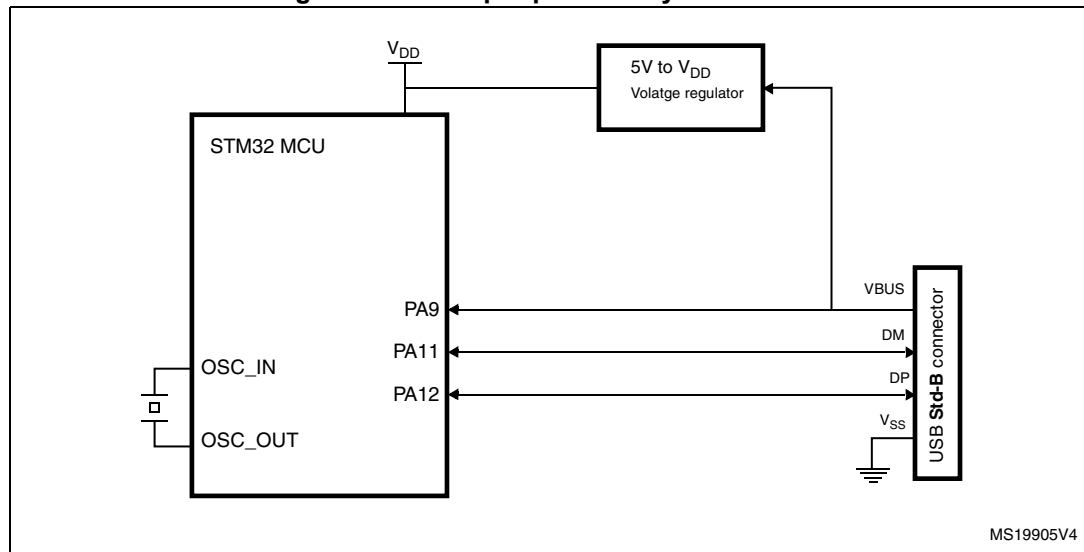 VDD
5V to VDD
Volatge regulator
STM32 MCU
VBUS
PA9
DM
PA11
OSC_IN
DP
PA12
VSS
OSC_OUT
USB Std-B connector
MS19905V4